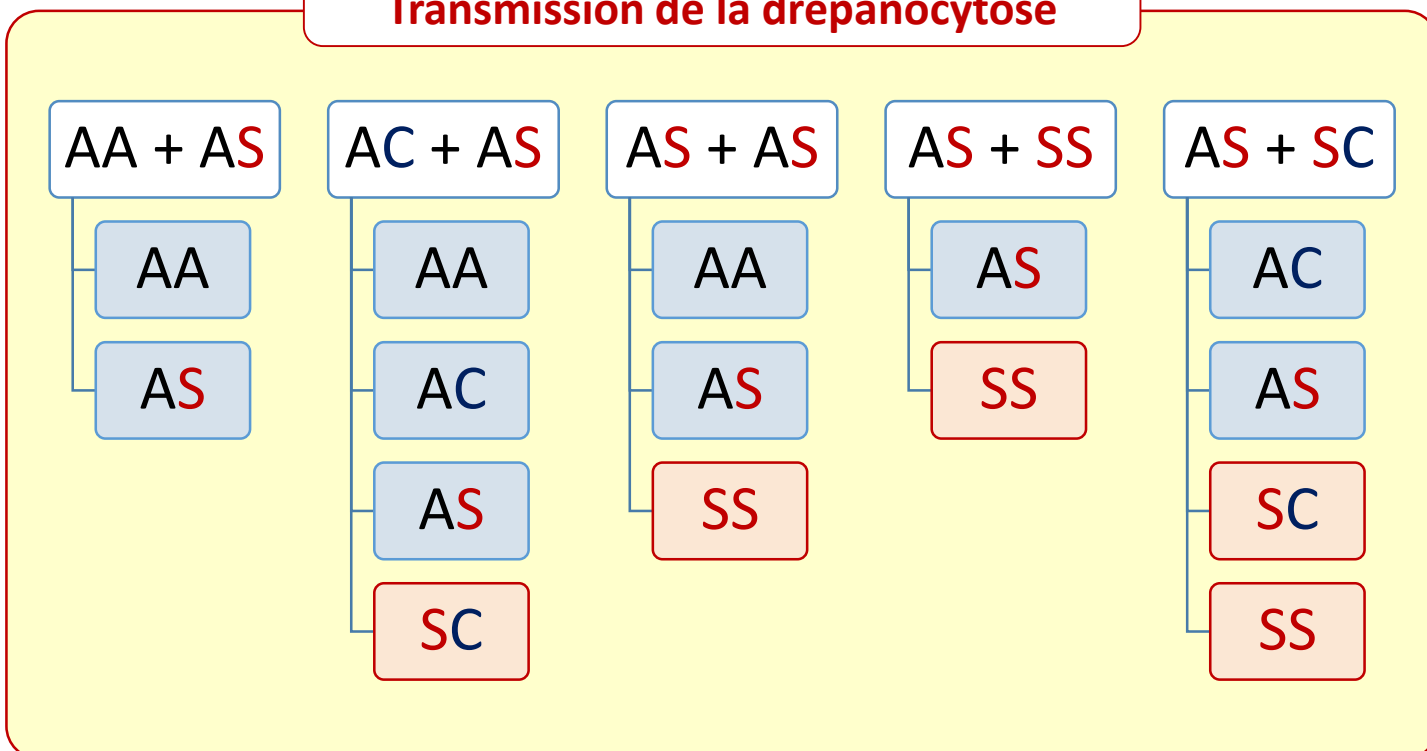 Transmission de la drépanocytose
AA + AS
AA
AS
AC + AS
AA
AC
AS
SC
AS + AS
AA
AS
SS
AS + SS
AS
SS
AS + SC
AC
AS
SC
SS